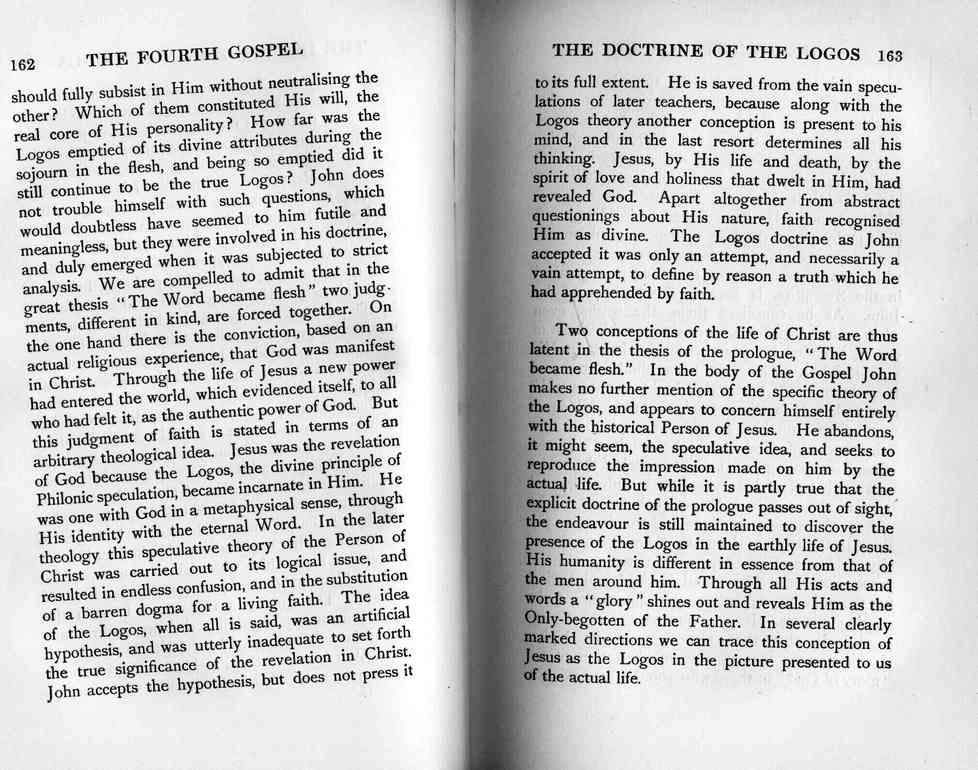 162 THE FOURTH GOSPEL
should fully subsist in Him without neutralising the
other? Which of them constituted His will, the
real core of His personality? How far was the
Logos emptied of its divine attributes during the
sojourn in the flesh, and being so emptied did it
still continue to be the true Logos? John does
not trouble himself with such questions, which
would doubtless have seemed to him futile and
meaningless, but they were involved in his doctrine,
and duly emerged when it was subjected to strict
analysis. We are compelled to admit that in the
great thesis "The Word became flesh" two judg-
ments, different in kind, are forced together. On
the one hand there is the conviction, based on an
actual religious experience, that God was manifest
in Christ. Through the life of Jesus a new power
had entered the world, which evidenced itself, to all
who had felt it, as the authentic power of God. But
this judgment of faith is stated in terms of an
arbitrary theological idea. Jesus was the revelation
of God because the Logos, the divine principle of
Philonic speculation, became incarnate in Him. He
was one with God in a metaphysical sense, through
His identity with the eternal Word. In the later
theology this speculative theory of the Person of
Christ was carried out to its logical issue, and
resulted in endless confusion, and in the substitution
of a barren dogma for a living faith. The idea
of the Logos, when all is said, was an artificial
hypothesis, and was utterly inadequate to set forth
the true significance of the revelation in Christ.
John accepts the hypothesis, but does not press it
THE DOCTRINE OF THE LOGOS 163
to its full extent. He is saved from the vain specu-
lations of later teachers, because along with the
Logos theory another conception is present to his
mind, and in the last resort determines all his
thinking. Jesus, by His life and death, by the
spirit of love and holiness that dwelt in Him, had
revealed God. Apart altogether from abstract
questionings about His nature, faith recognised
Him as divine. The Logos doctrine as John
accepted it was only an attempt, and necessarily a
vain attempt, to define by reason a truth which he
had apprehended by faith.
Two conceptions of the life of Christ are thus
latent in the thesis of the prologue, "The Word
became flesh." In the body of the Gospel John
makes no further mention of the specific theory of
the Logos, and appears to concern himself entirely
with the historical Person of Jesus. He abandons,
it might seem, the speculative idea, and seeks to
reproduce the impression made on him by the
actual life. But while it is partly true that the
explicit doctrine of the prologue passes out of sight,
the endeavour is still maintained to discover the
presence of the Logos in the earthly life of Jesus.
His humanity is different in essence from that of
the men around him. Through all His acts and
words a "glory" shines out and reveals Him as the
Only-begotten of the Father. In several clearly
marked directions we can trace this conception of
Jesus as the Logos in the picture presented to us
of the actual life.